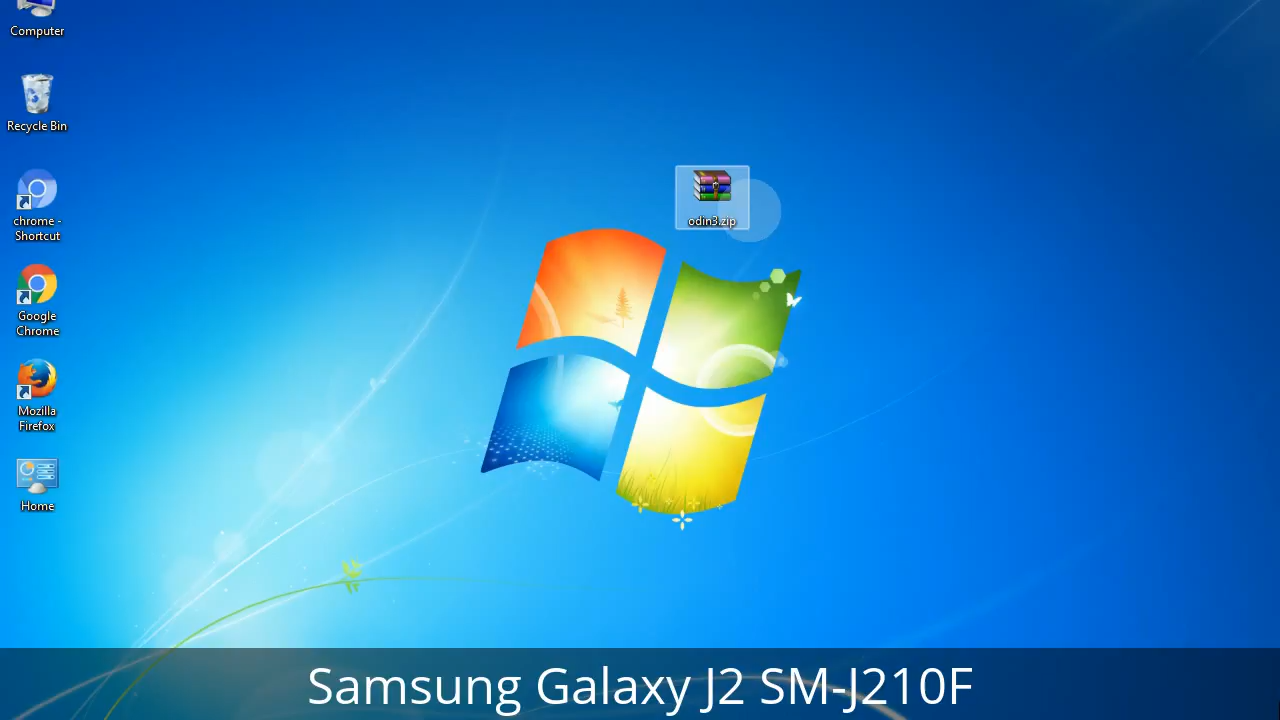 Computer
Recycle Bin
chrome -
Shortcut
Google
Chrome
Mozilla
Firefox
Home
odin3.zip
Samsung Galaxy J2 SM-J210F